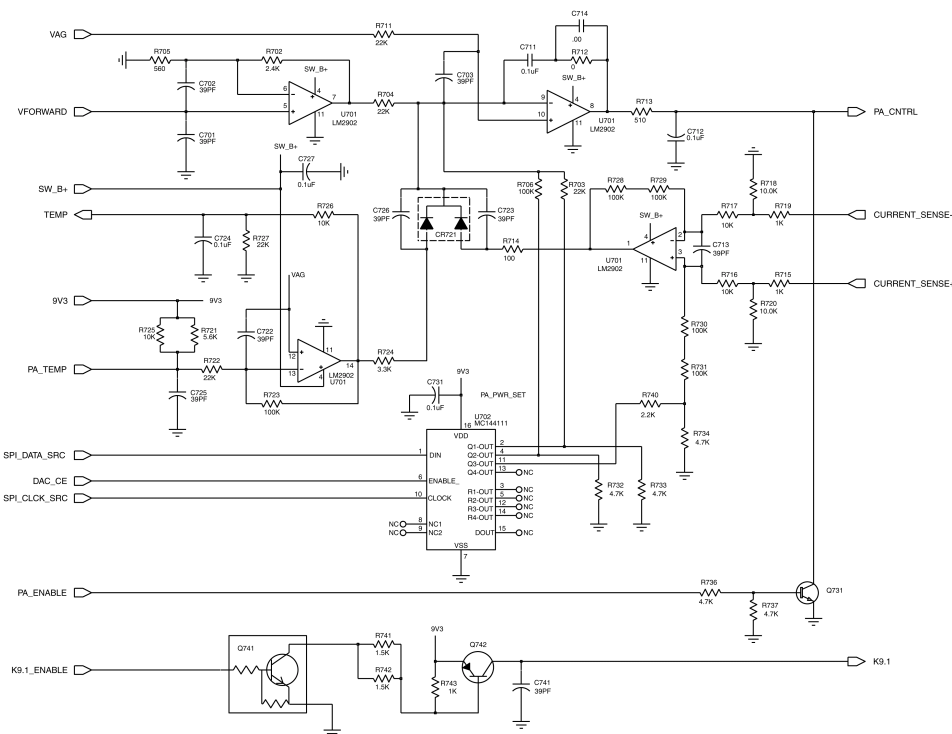 VAG
R711
22K
C714
.00
R705
560
R702
2.4K
C711
0.1uF
R712
0
SW_B+
SW_B+
C702
39PF
C703
39PF
6
5
4
7
11
U701
LM2902
R704
22K
9
10
4
8
11
U701
LM2902
R713
510
VFORWARD
PA_CNTRL
C701
39PF
C712
0.1uF
SW_B+
C727
0.1uF
SW_B+
TEMP
R726
10K
C724
0.1uF
R727
22K
C726
39PF
CR721
C723
39PF
R706
100K
R703
22K
R728
100K
R729
100K
R718
10.0K
R717
10K
R719
1K
CURRENT_SENSE-
SW_B+
4
1
2
3
11
U701
LM2902
C713
39PF
R714
100
R716
10K
R715
1K
CURRENT_SENSE-
R720
10.0K
VAG
9V3
9V3
R725
10K
R721
5.6K
C722
39PF
12
13
11
14
4
LM2902
U701
R724
3.3K
R730
100K
PA_TEMP
R722
22K
C725
39PF
R723
100K
R731
100K
9V3
C731
0.1uF
PA_PWR_SET
R740
2.2K
R734
4.7K
U702
MC144111
16
VDD
SPI_DATA_SRC
1
DIN
DAC_CE
6
ENABLE_
SPI_CLCK_SRC
10
CLOCK
NC
8
NC1
NC
9
NC2
Q1-OUT
2
Q2-OUT
4
Q3-OUT
11
Q4-OUT
13
NC
R1-OUT
3
NC
R2-OUT
5
NC
R3-OUT
12
NC
R4-OUT
14
NC
DOUT
15
NC
VSS
7
R732
4.7K
R733
4.7K
PA_ENABLE
R736
4.7K
R737
4.7K
Q731
K9.1_ENABLE
Q741
R741
1.5K
R742
1.5K
9V3
R743
1K
Q742
C741
39PF
K9.1